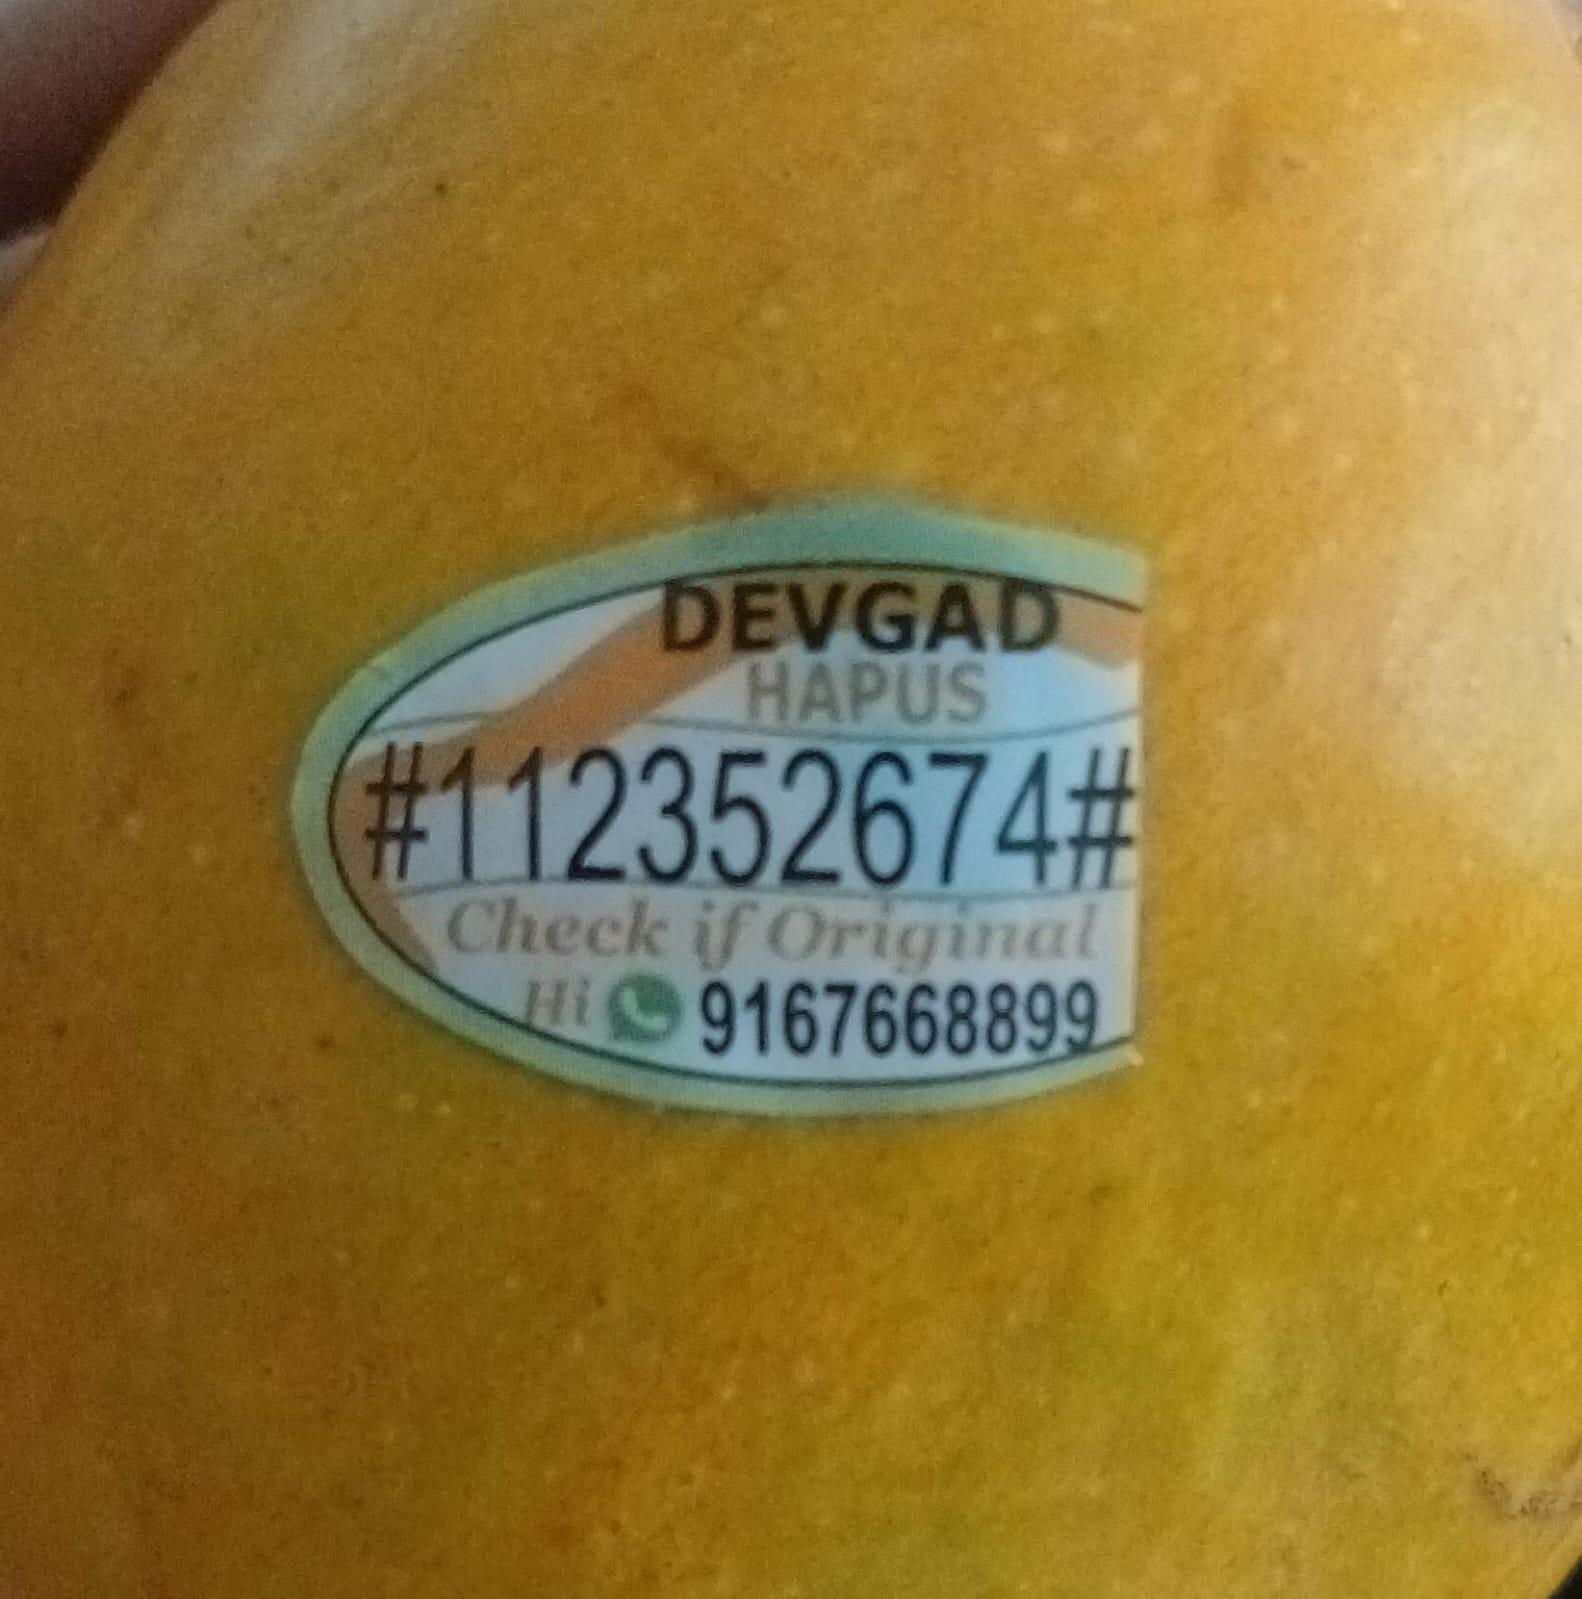 DEVGAD
HAPUS
#112352674#
Check if Original
Hi 9167668899